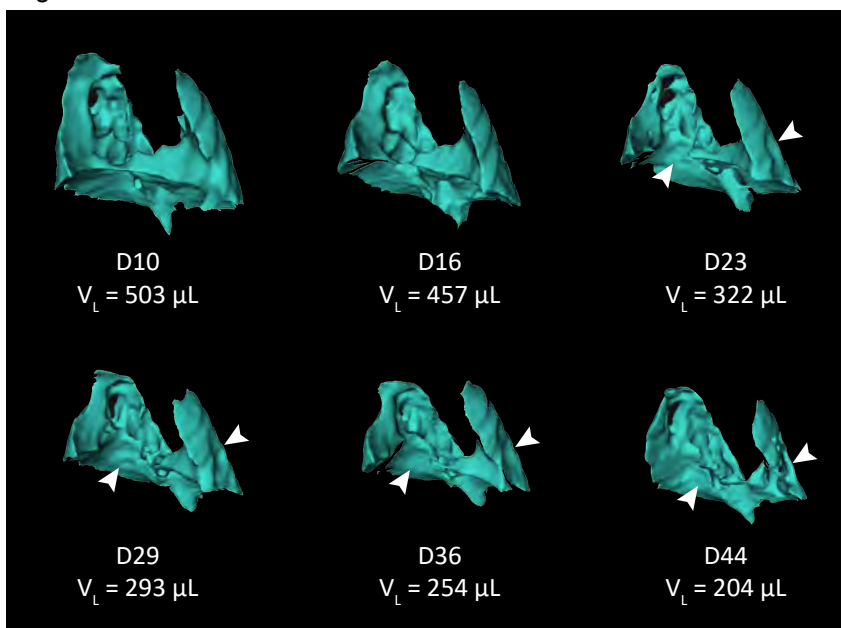 D10
V_L = 503 μL
D16
V_L = 457 μL
D23
V_L = 322 μL
D29
V_L = 293 μL
D36
V_L = 254 μL
D44
V_L = 204 μL